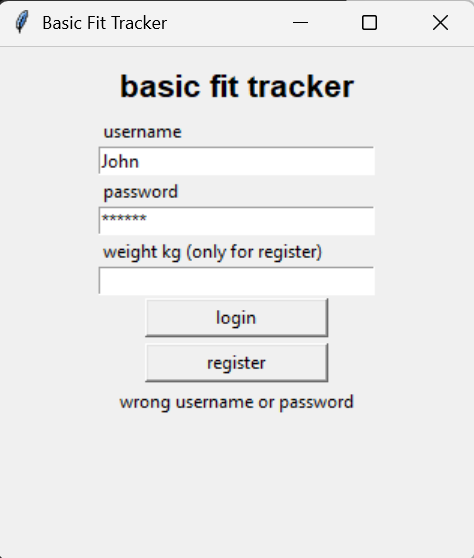 Basic Fit Tracker
basic fit tracker
username
John
password
******
weight kg (only for register)
login
register
wrong username or password